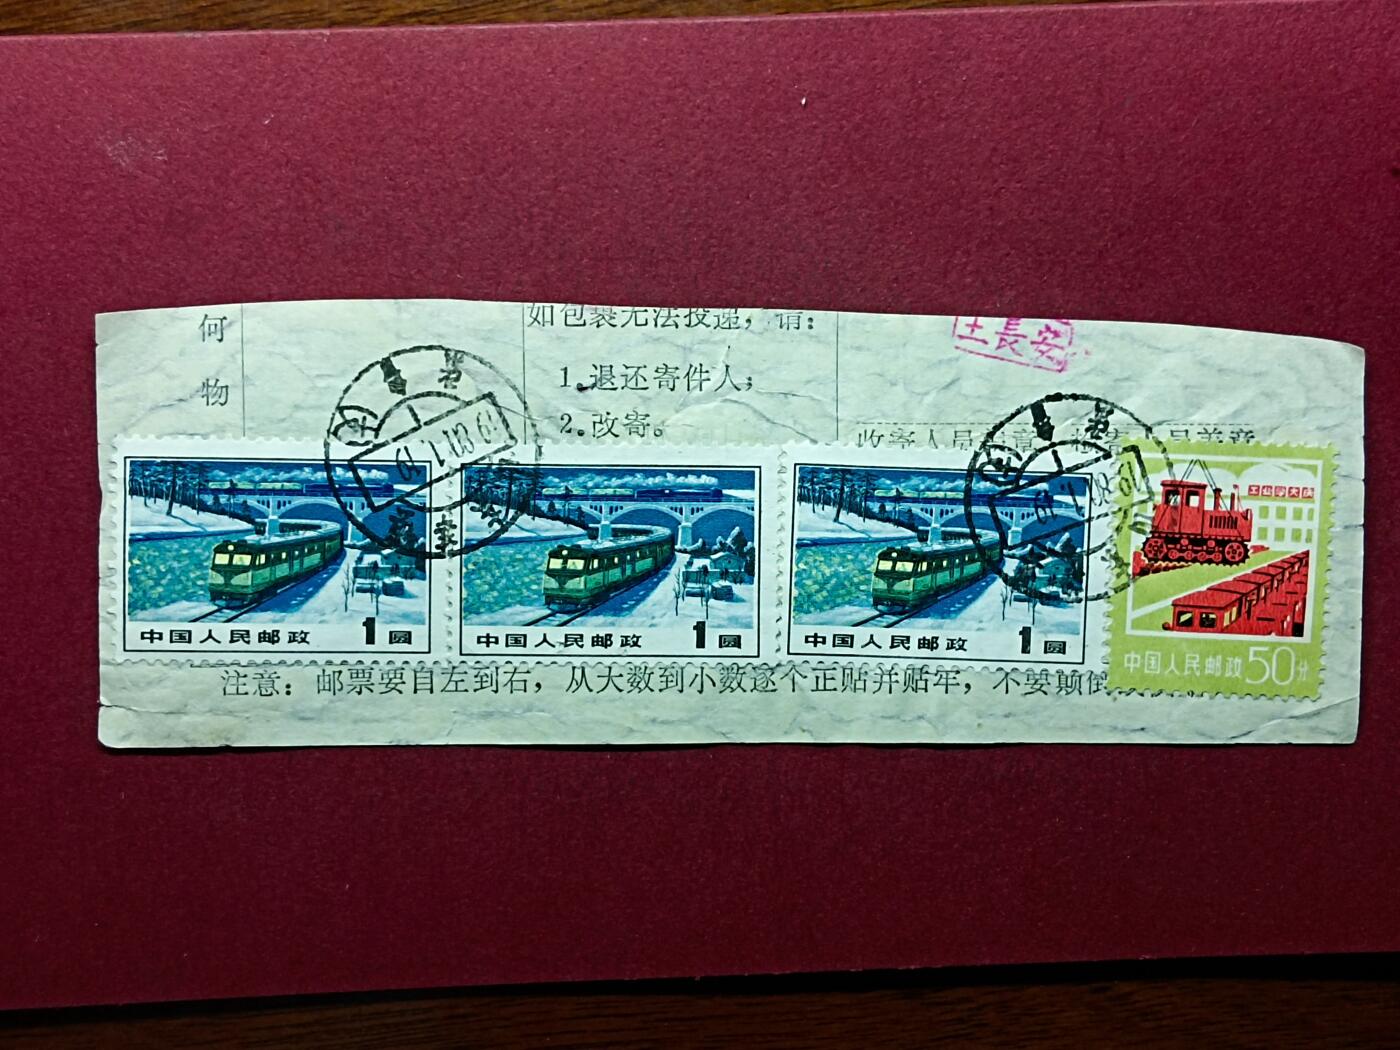 何
物
如包裹无法投递，请：
1.退还寄件人；
2.改寄。
王長安
收寄人员
中国人民邮政 1圆
中国人民邮政 1圆
中国人民邮政 1圆
工业学大庆
中国人民邮政 50分
注意：邮票要自左到右，从大数到小数逐个正贴并贴牢，不要颠倒